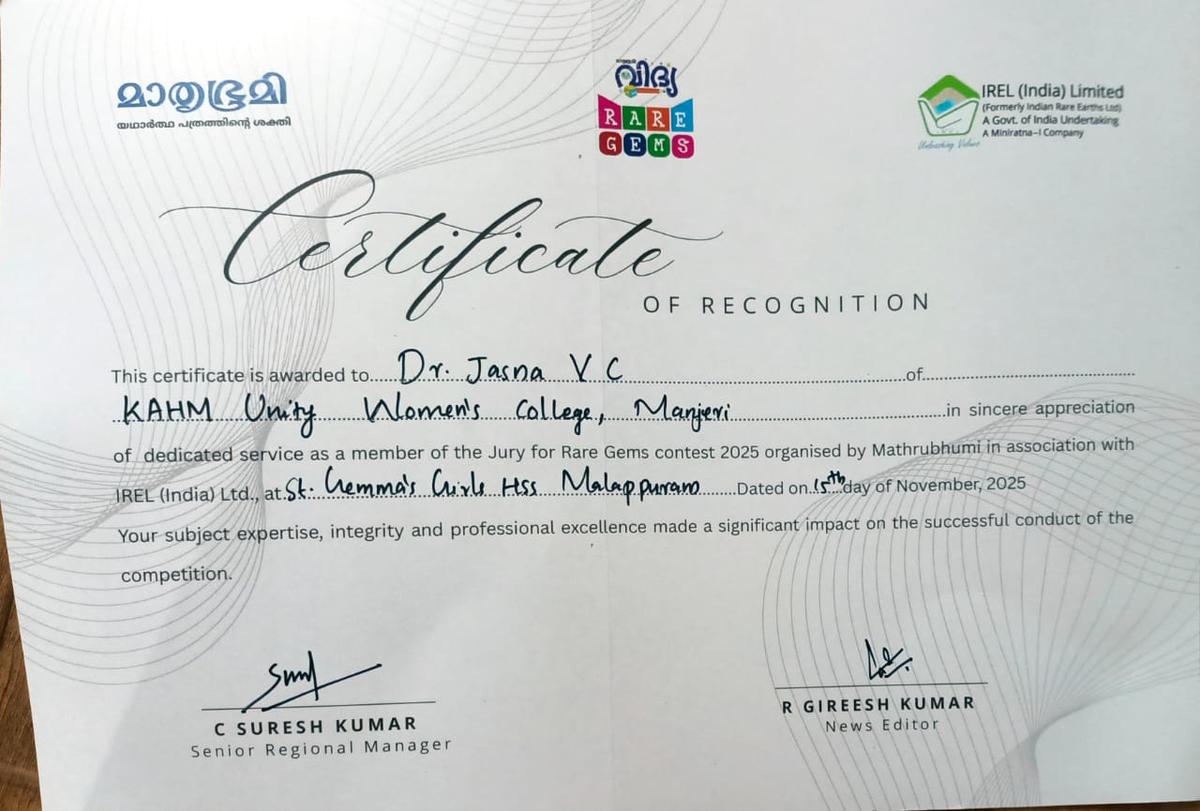 മാതൃഭൂമി
യഥാർത്ഥ പത്രത്തിന്റെ ശക്തി
വിദ്യ
RARE
GEMS
IREL (India) Limited
(Formerly Indian Rare Earths Ltd)
A Govt. of India Undertaking
A Miniratna-I Company
Unleashing Value
Certificate
OF RECOGNITION
This certificate is awarded to Dr. Jasna V C of
KAHM Unity Women's College, Manjeri in sincere appreciation
of dedicated service as a member of the Jury for Rare Gems contest 2025 organised by Mathrubhumi in association with
IREL (India) Ltd., at St. Gemma's Girls HSS Malappuram Dated on 15th day of November, 2025
Your subject expertise, integrity and professional excellence made a significant impact on the successful conduct of the
competition.
C SURESH KUMAR
Senior Regional Manager
R GIREESH KUMAR
News Editor